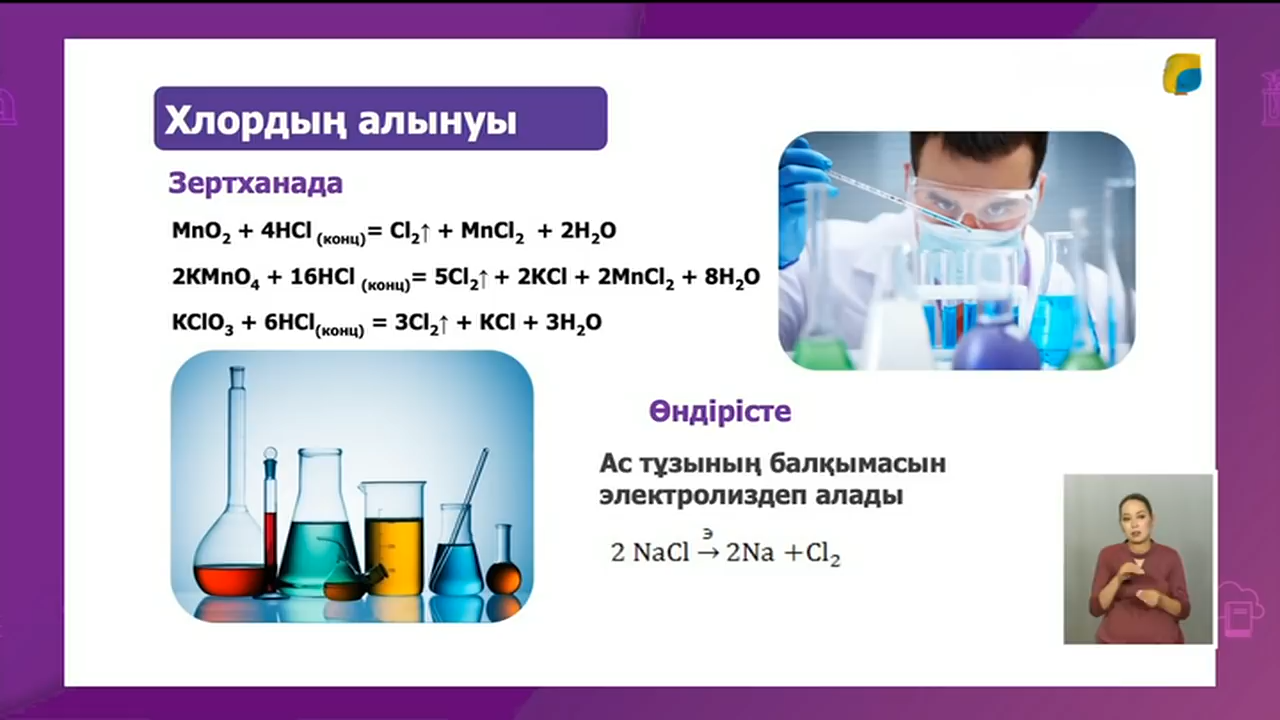 Хлордың алынуы
Зертханада
MnO₂ + 4HCl (конц)= Cl₂↑ + MnCl₂ + 2H₂O
2KMnO₄ + 16HCl (конц)= 5Cl₂↑ + 2KCl + 2MnCl₂ + 8H₂O
KClO₃ + 6HCl(конц) = 3Cl₂↑ + KCl + 3H₂O
Өндірісте
Ас тұзының балқымасын
электролиздеп алады
2 NaCl э→ 2Na +Cl₂